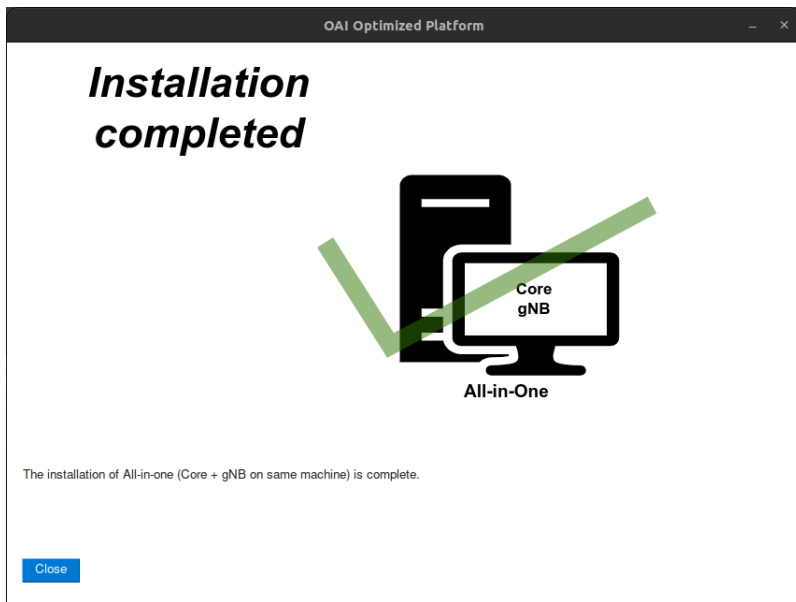 OAI Optimized Platform
Installation
completed
Core
gNB
All-in-One
The installation of All-in-one (Core + gNB on same machine) is complete.
Close